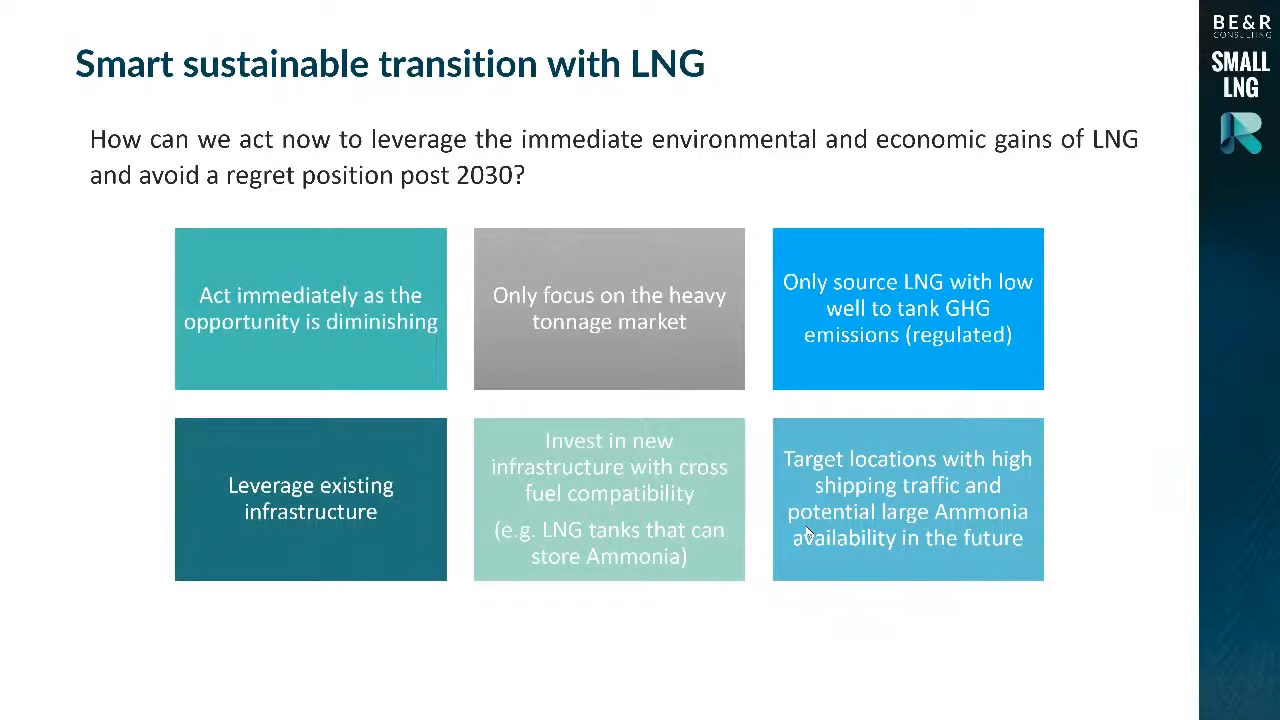 Smart sustainable transition with LNG
How can we act now to leverage the immediate environmental and economic gains of LNG
and avoid a regret position post 2030?
Act immediately as the
opportunity is diminishing
Only focus on the heavy
tonnage market
Only source LNG with low
well to tank GHG
emissions (regulated)
Leverage existing
infrastructure
Invest in new
infrastructure with cross
fuel compatibility
(e.g. LNG tanks that can
store Ammonia)
Target locations with high
shipping traffic and
potential large Ammonia
availability in the future
BE&R
CONSULTING
SMALL
LNG